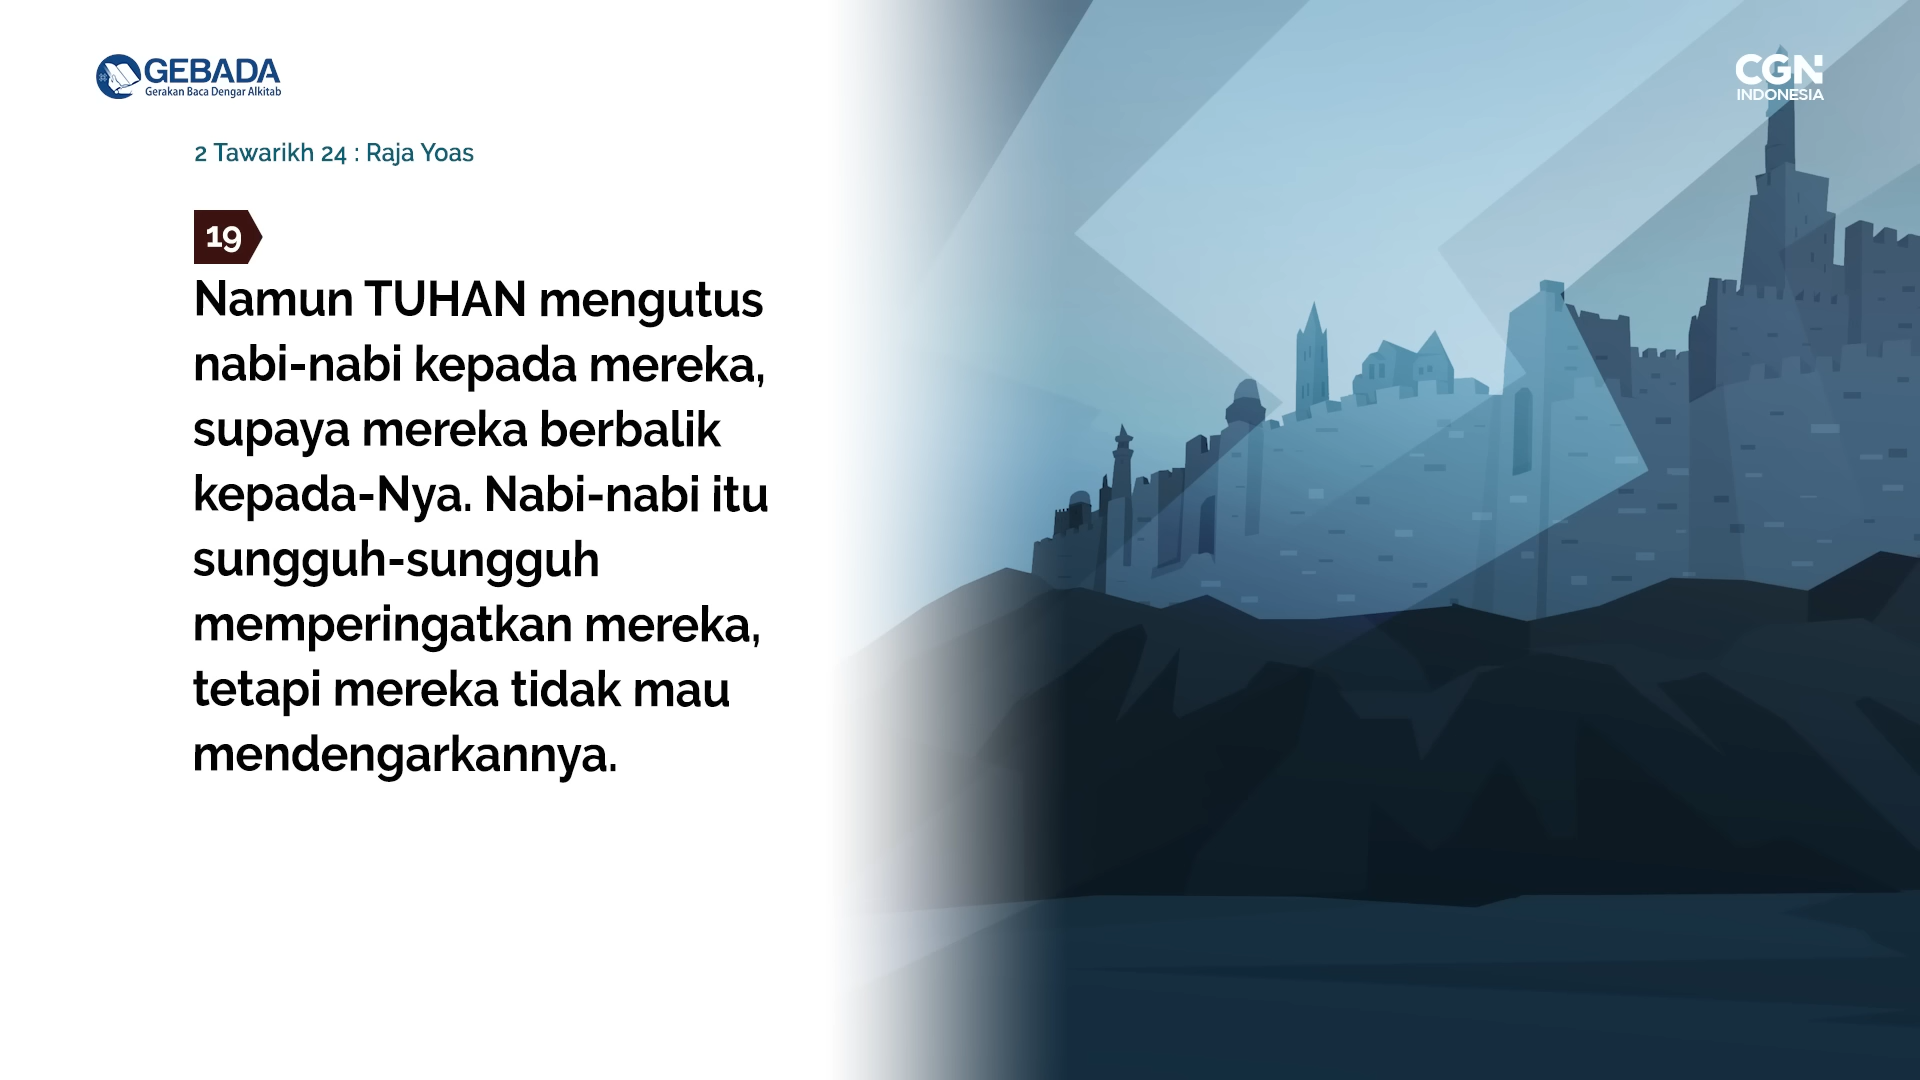 GEBADA
Gerakan Baca Dengar Alkitab
CGN
INDONESIA
2 Tawarikh 24 : Raja Yoas
19
Namun TUHAN mengutus
nabi-nabi kepada mereka,
supaya mereka berbalik
kepada-Nya. Nabi-nabi itu
sungguh-sungguh
memperingatkan mereka,
tetapi mereka tidak mau
mendengarkannya.